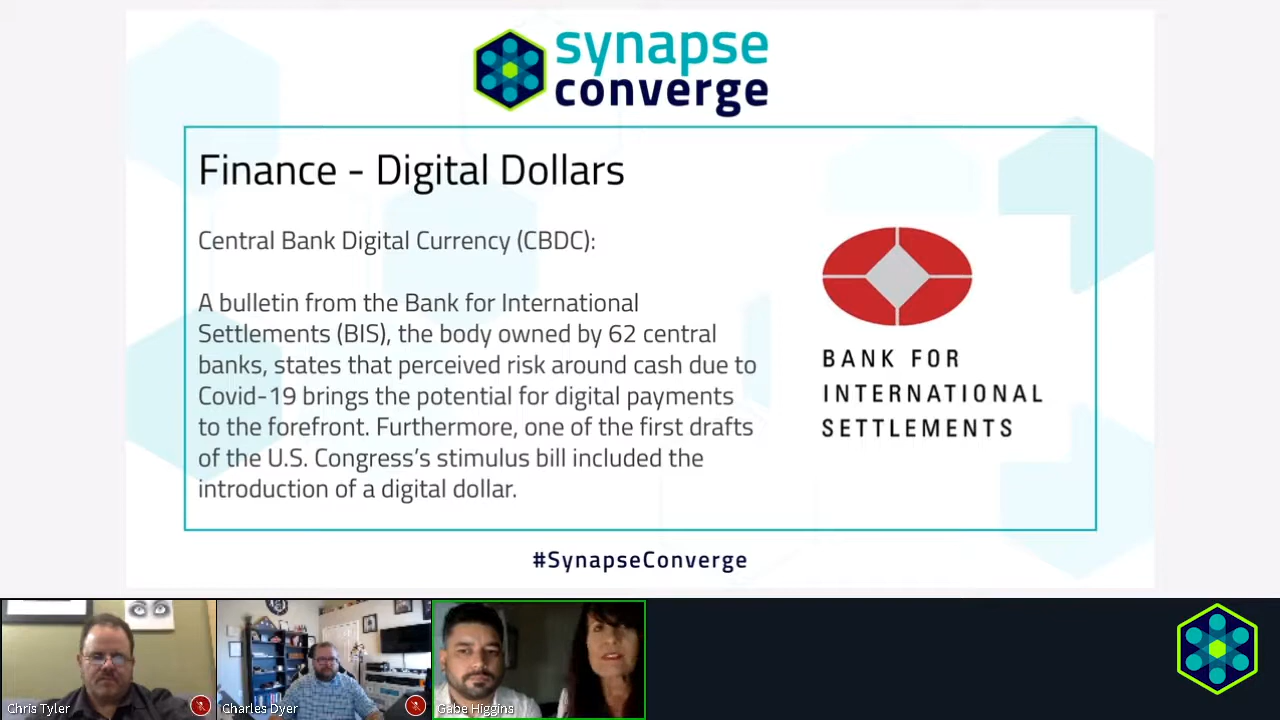 synapse
converge
Finance - Digital Dollars
Central Bank Digital Currency (CBDC):
A bulletin from the Bank for International
Settlements (BIS), the body owned by 62 central
banks, states that perceived risk around cash due to
Covid-19 brings the potential for digital payments
to the forefront. Furthermore, one of the first drafts
of the U.S. Congress's stimulus bill included the
introduction of a digital dollar.
BANK FOR
INTERNATIONAL
SETTLEMENTS
#SynapseConverge
Chris Tyler
Charles Dyer
Gabe Higgins